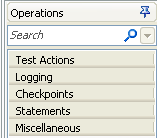 Operations
Search
Test Actions
Logging
Checkpoints
Statements
Miscellaneous